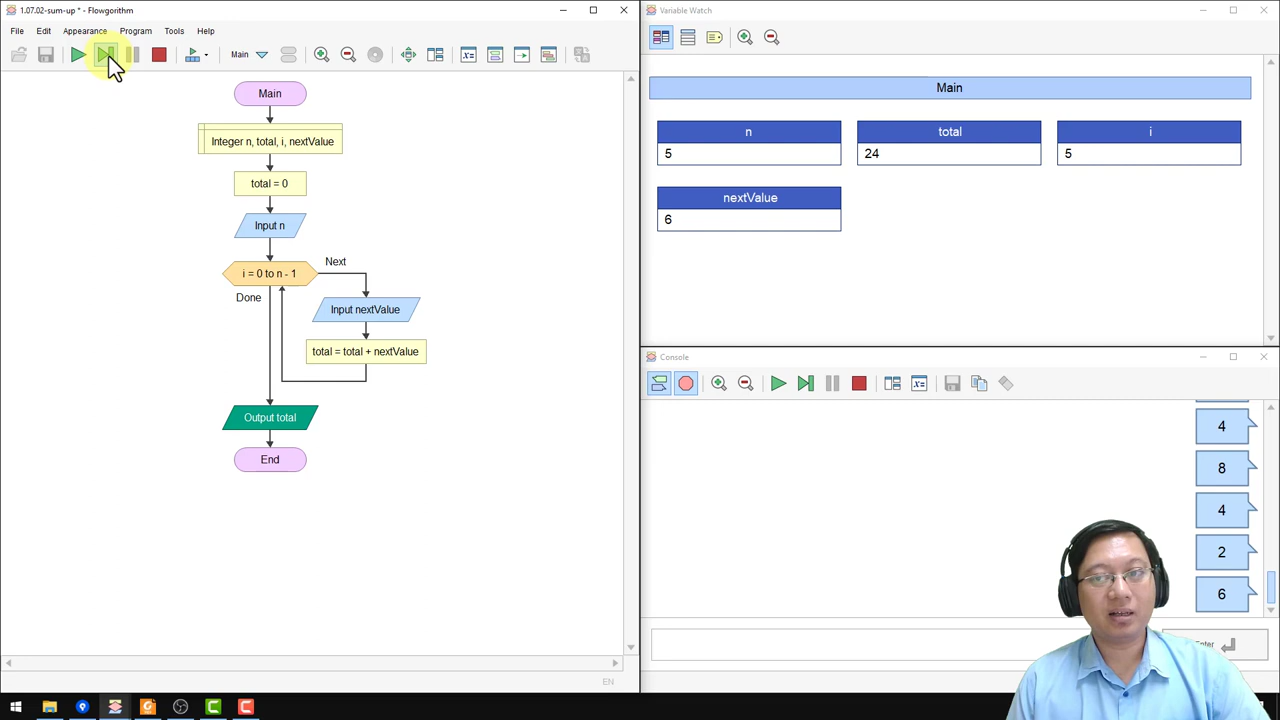 1.07.02-sum-up * - Flowgorithm
File Edit Appearance Program Tools Help
Main
Main
Integer n, total, i, nextValue
total = 0
Input n
i = 0 to n - 1
Next
Done
Input nextValue
total = total + nextValue
Output total
End
EN
Variable Watch
Main
n
5
total
24
i
5
nextValue
6
Console
4
8
4
2
6